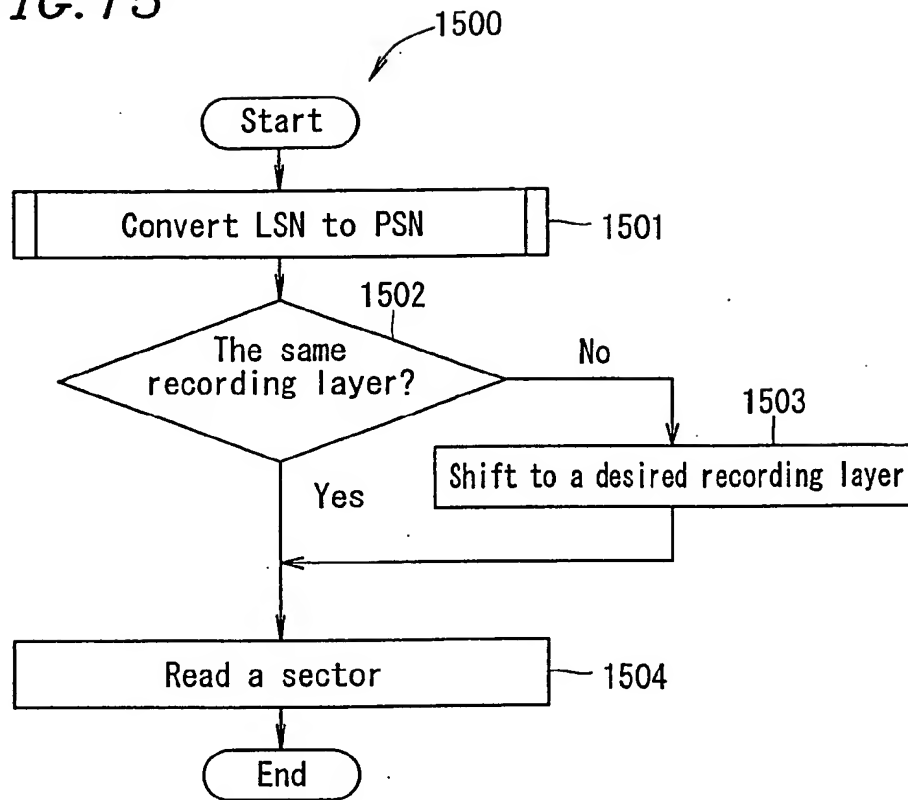 IG. 15
1500
Start
Convert LSN to PSN
1501
1502
The same
recording layer?
No
1503
Shift to a desired recording layer
Yes
Read a sector
1504
End